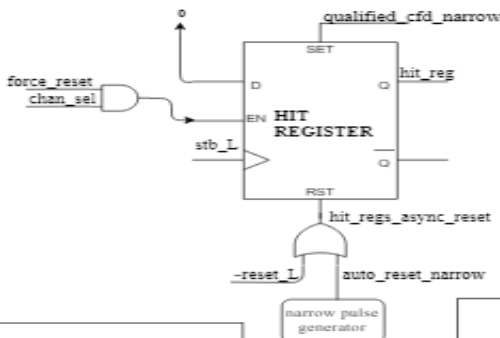 0
qualified_cfd_narrow
SET
force_reset
chan_sel
D
Q
hit_reg
EN
HIT
REGISTER
stb_L
Q
RST
hit_regs_async_reset
~reset_L
auto_reset_narrow
narrow pulse
generator